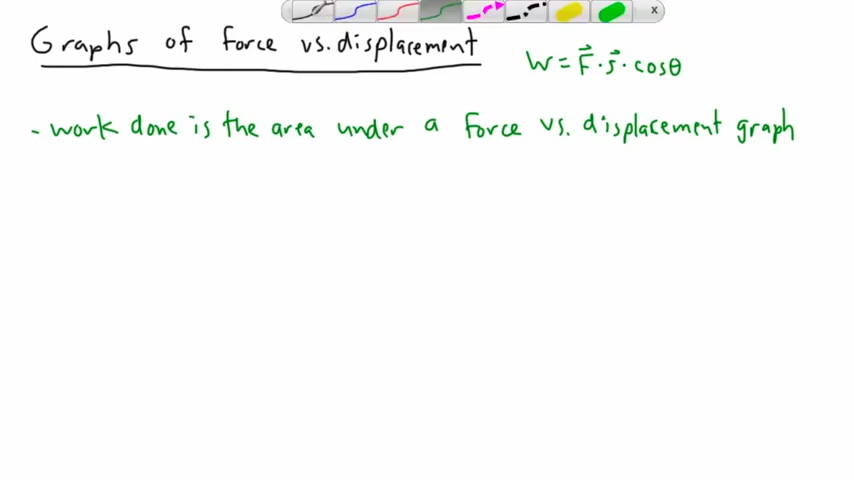 Graphs of force vs. displacement
W = F⃗ · s⃗ · cosθ
- work done is the area under a force vs. displacement graph
x